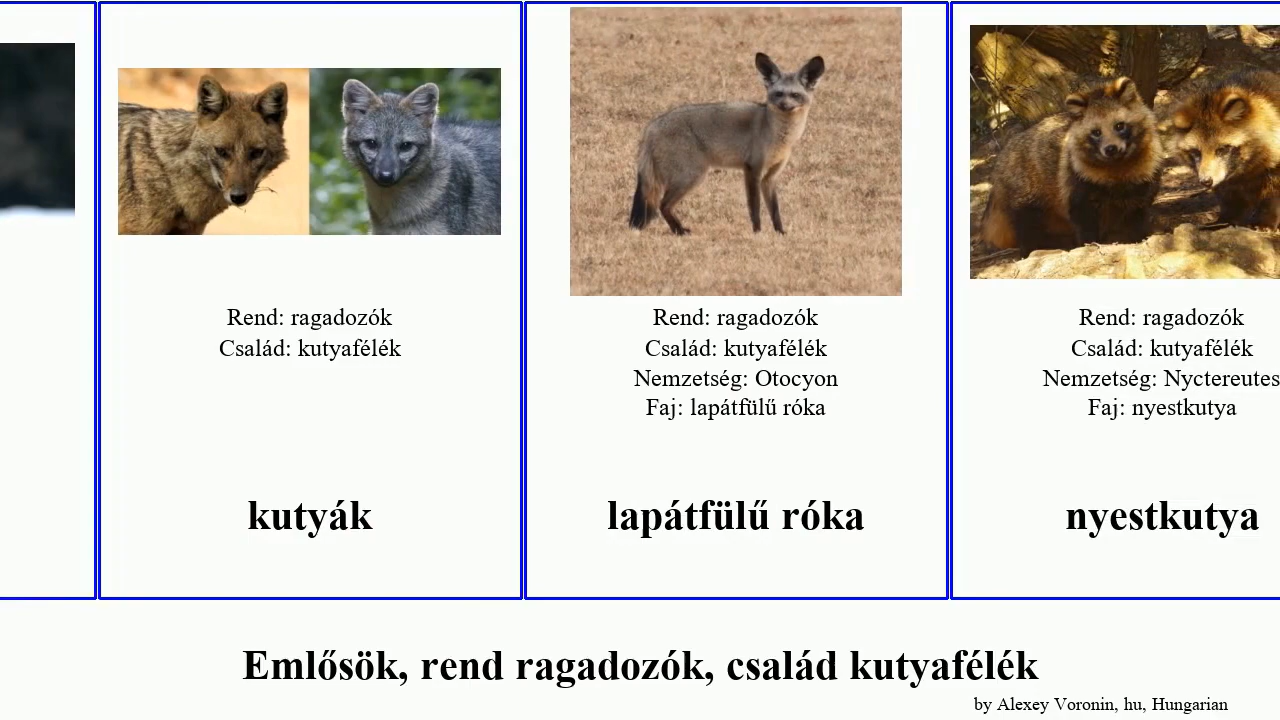 Rend: ragadozók
Család: kutyafélék
kutyák
Rend: ragadozók
Család: kutyafélék
Nemzetség: Otocyon
Faj: lapátfülű róka
lapátfülű róka
Rend: ragadozók
Család: kutyafélék
Nemzetség: Nyctereutes
Faj: nyestkutya
nyestkutya
Emlősök, rend ragadozók, család kutyafélék
by Alexey Voronin, hu, Hungarian